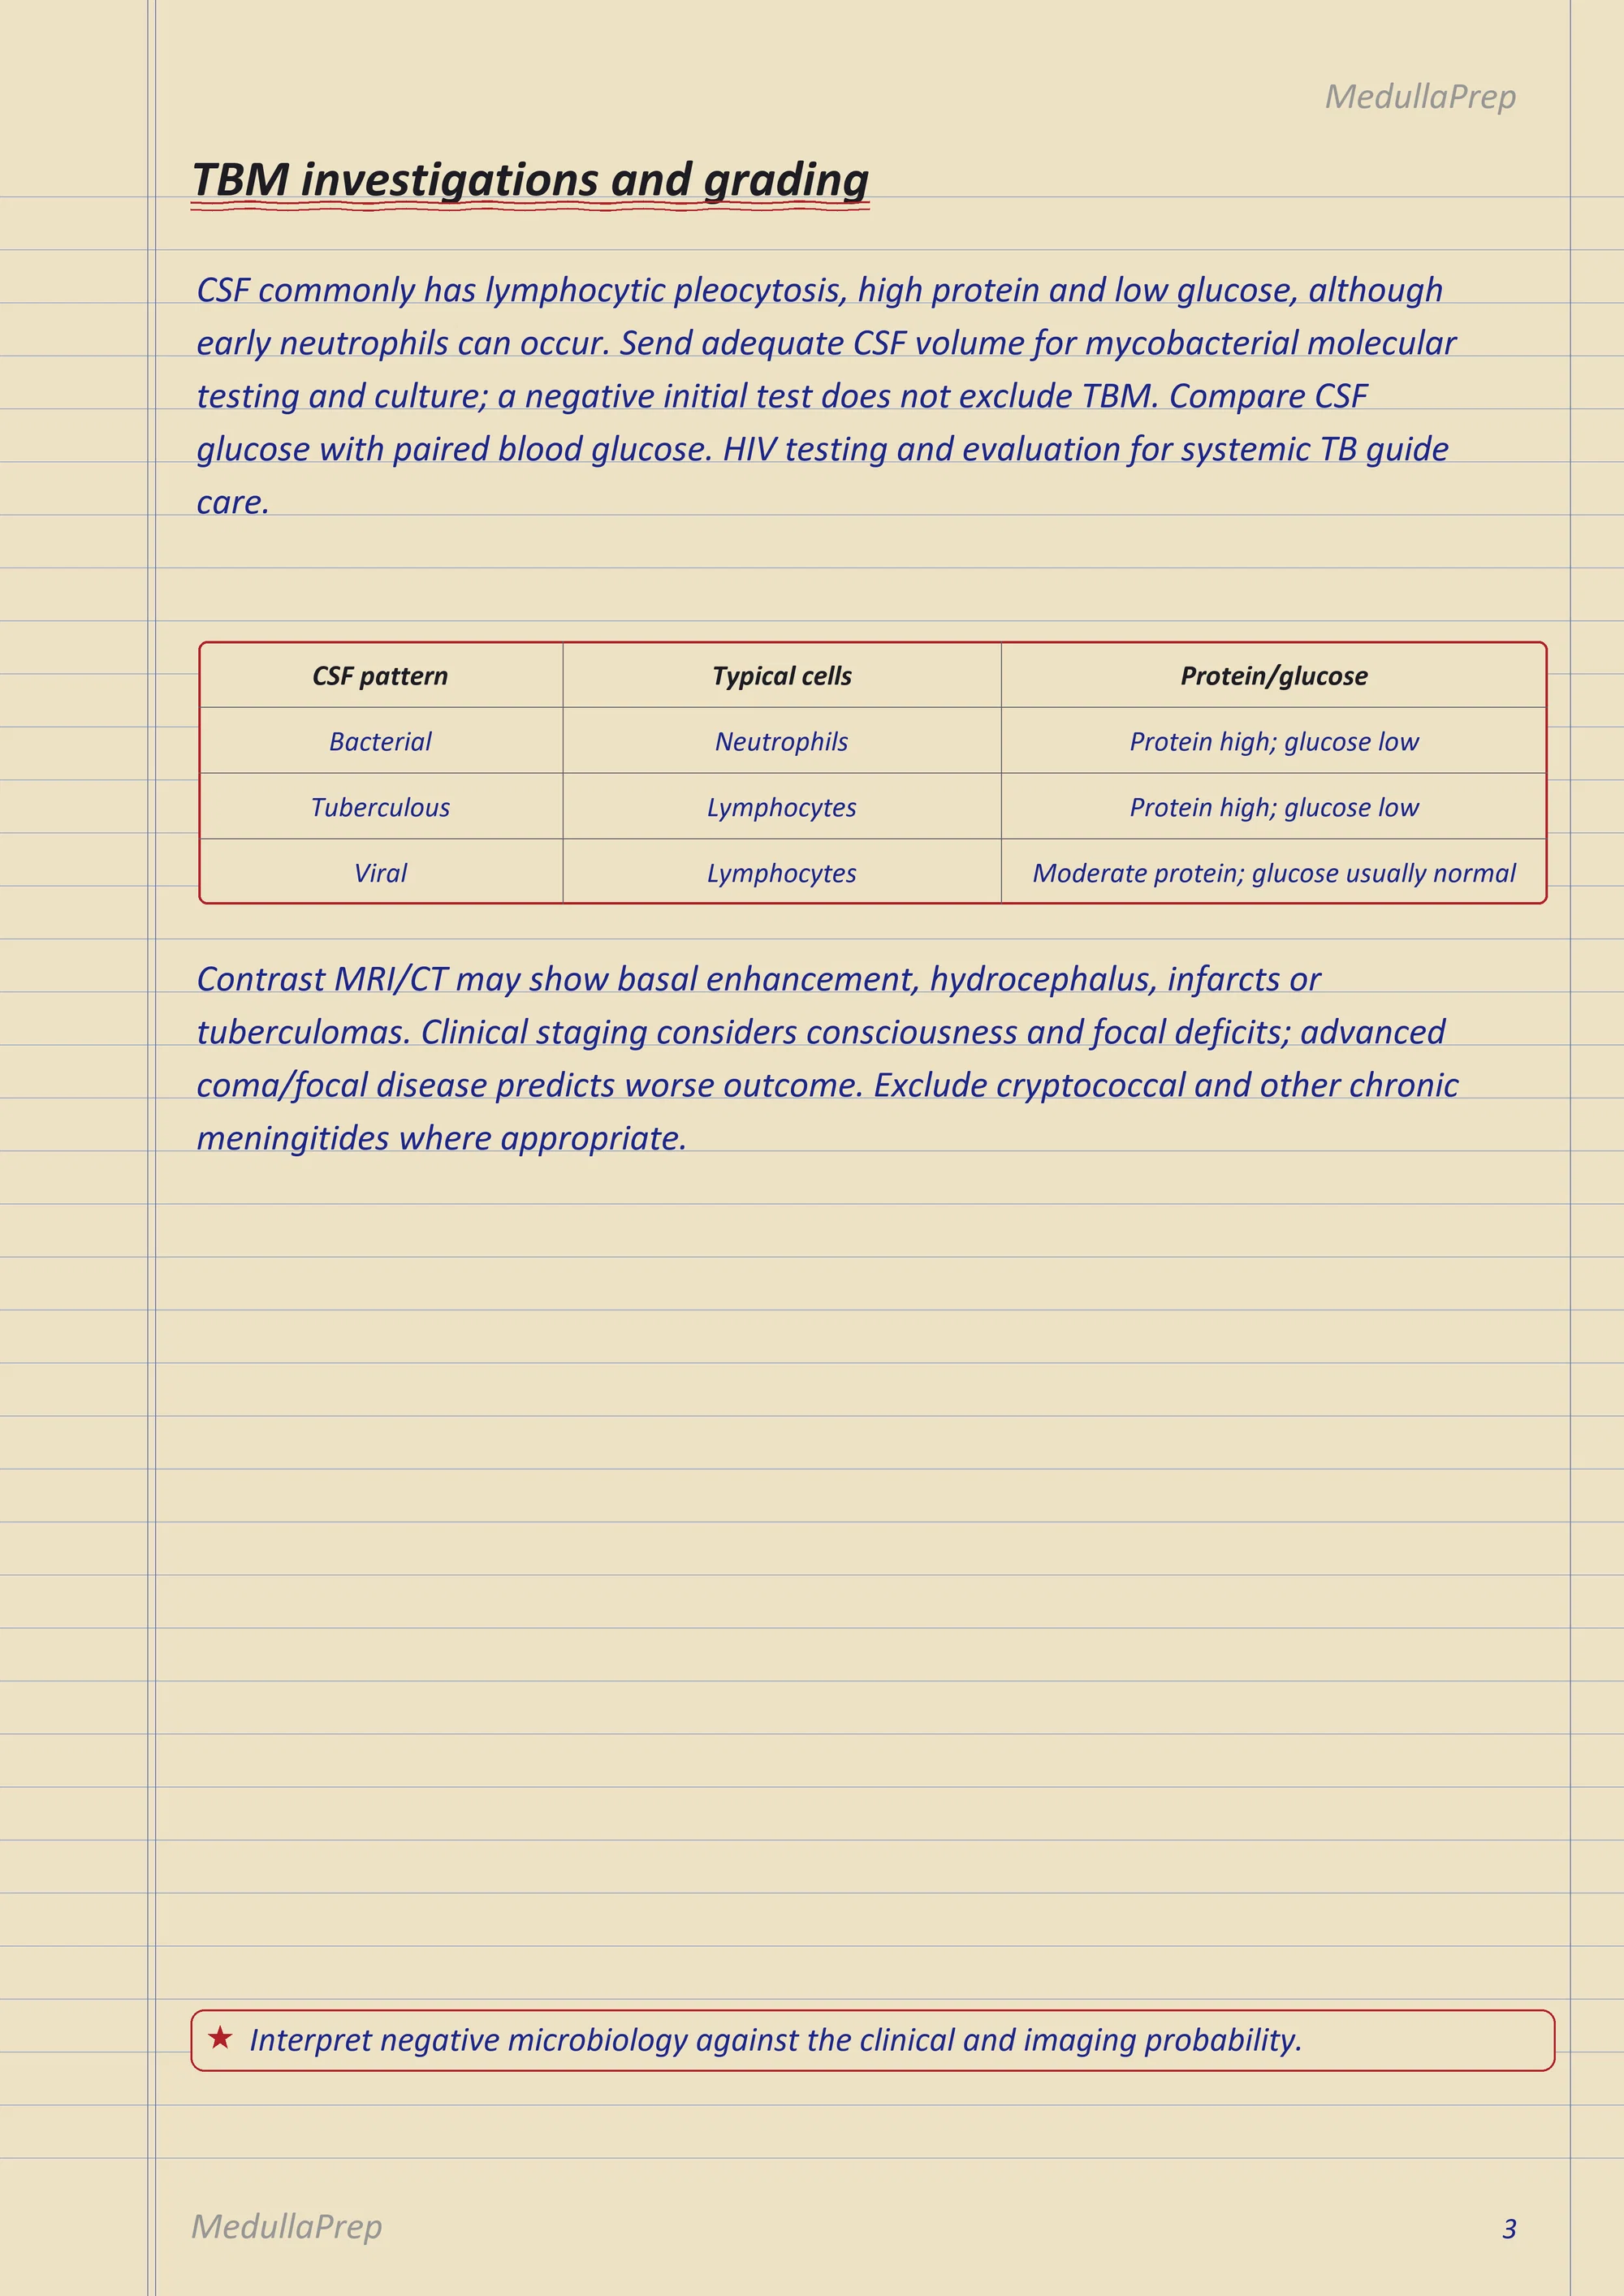 MedullaPrep
TBM investigations and grading
CSF commonly has lymphocytic pleocytosis, high protein and low glucose, although
early neutrophils can occur. Send adequate CSF volume for mycobacterial molecular
testing and culture; a negative initial test does not exclude TBM. Compare CSF
glucose with paired blood glucose. HIV testing and evaluation for systemic TB guide
care.
CSF pattern Typical cells Protein/glucose
Bacterial Neutrophils Protein high; glucose low
Tuberculous Lymphocytes Protein high; glucose low
Viral Lymphocytes Moderate protein; glucose usually normal
Contrast MRI/CT may show basal enhancement, hydrocephalus, infarcts or
tuberculomas. Clinical staging considers consciousness and focal deficits; advanced
coma/focal disease predicts worse outcome. Exclude cryptococcal and other chronic
meningitides where appropriate.
★ Interpret negative microbiology against the clinical and imaging probability.
MedullaPrep 3